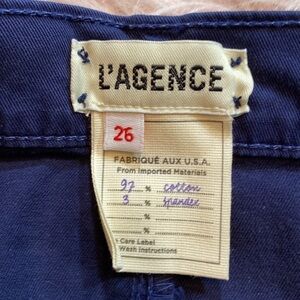 L'AGENCE
26
FABRIQUÉ AUX U.S.A.
From Imported Materials
97 % cotton
3 % spandex
%
%
Care Label
Wash Instructions